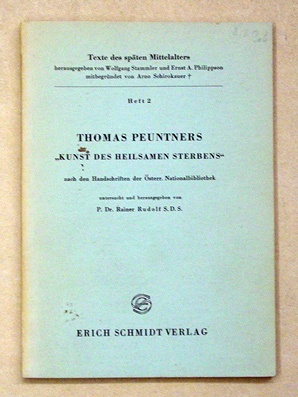 Texte des späten Mittelalters
herausgegeben von Wolfgang Stammler und Ernst A. Philippson
mitbegründet von Arno Schirokauer †
Heft 2
THOMAS PEUNTNERS
„KUNST DES HEILSAMEN STERBENS“
nach den Handschriften der Österr. Nationalbibliothek
untersucht und herausgegeben von
P. Dr. Rainer Rudolf S.D.S.
ERICH SCHMIDT VERLAG